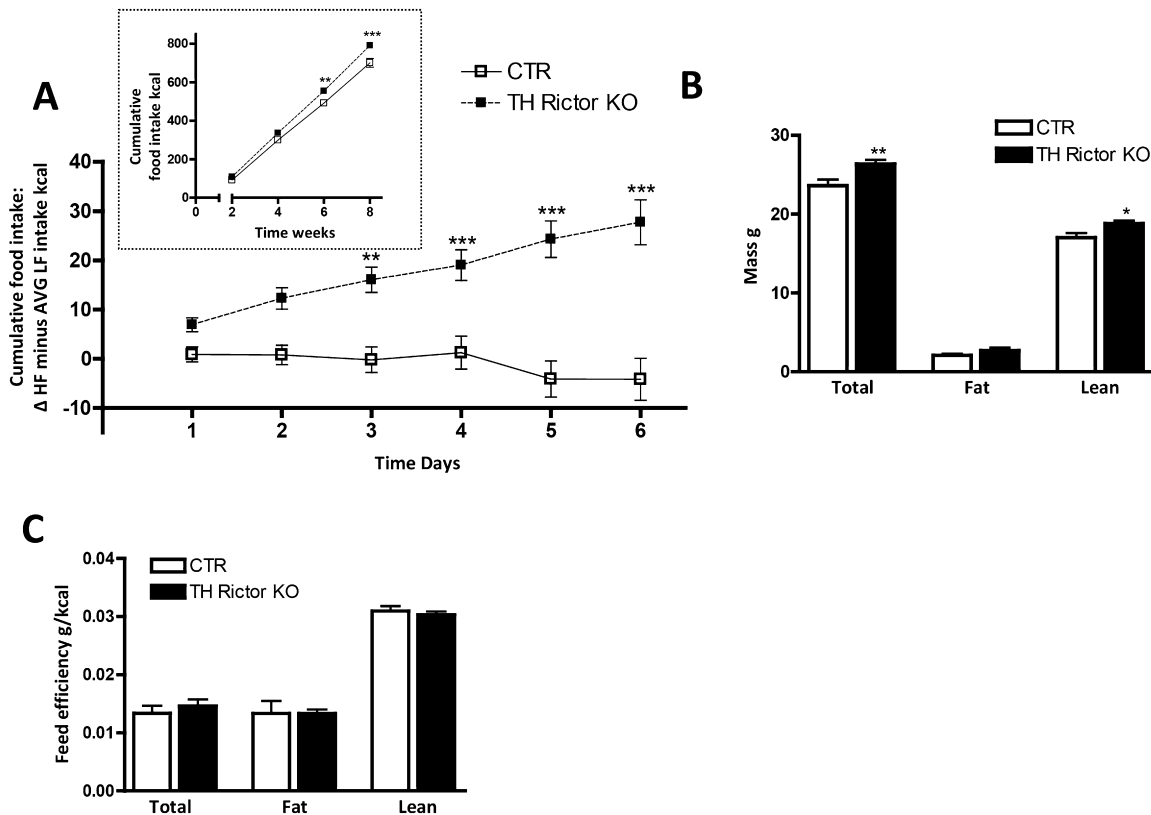 A
800
600
400
200
0
Cumulative
food intake kcal
**
***
0
2
4
6
8
Time weeks
CTR
TH Rictor KO
40
30
20
10
0
-10
Cumulative food intake:
Δ HF minus AVG LF intake kcal
**
***
***
***
1
2
3
4
5
6
Time Days
B
CTR
TH Rictor KO
30
20
10
0
Mass g
**
*
Total
Fat
Lean
C
CTR
TH Rictor KO
0.04
0.03
0.02
0.01
0.00
Feed efficiency g/kcal
Total
Fat
Lean